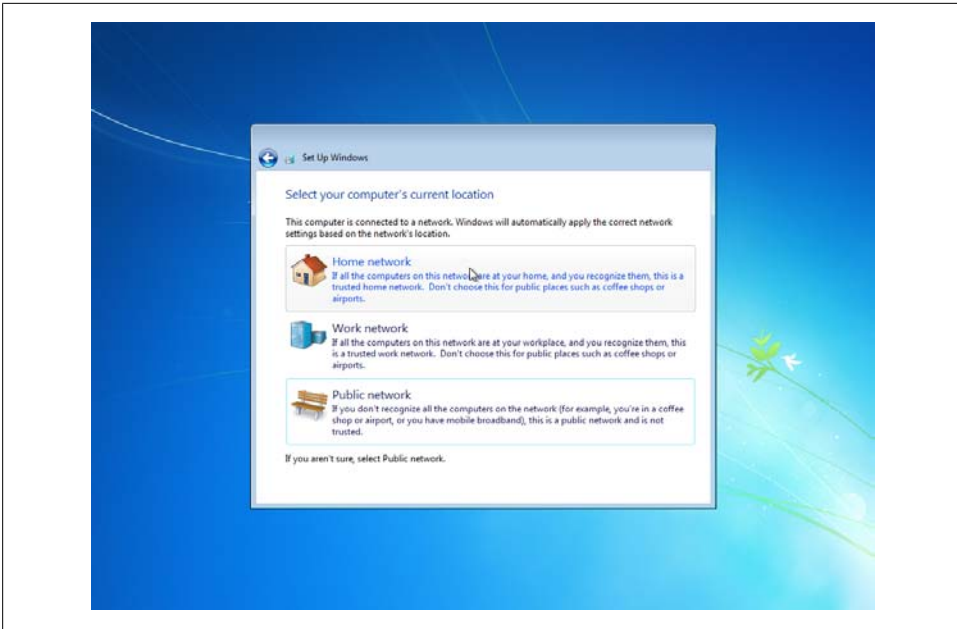 Set Up Windows
Select your computer's current location
This computer is connected to a network. Windows will automatically apply the correct network
settings based on the network's location.
Home network
If all the computers on this network are at your home, and you recognize them, this is a
trusted home network. Don't choose this for public places such as coffee shops or
airports.
Work network
If all the computers on this network are at your workplace, and you recognize them, this
is a trusted work network. Don't choose this for public places such as coffee shops or
airports.
Public network
If you don't recognize all the computers on the network (for example, you're in a coffee
shop or airport, or you have mobile broadband), this is a public network and is not
trusted.
If you aren't sure, select Public network.